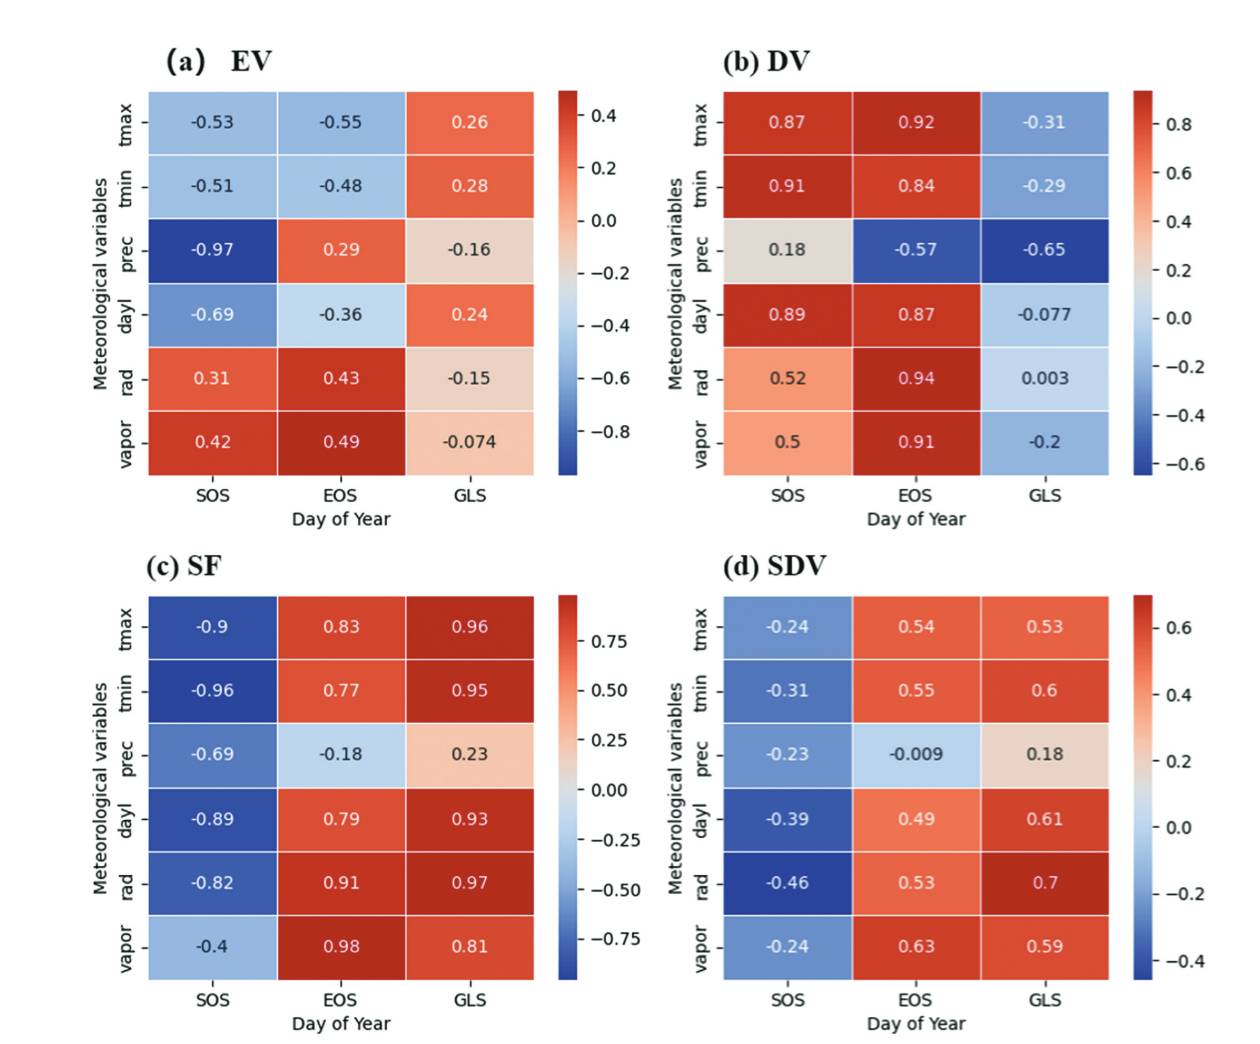 (a) EV
tmax -0.53 -0.55 0.26
tmin -0.51 -0.48 0.28
prec -0.97 0.29 -0.16
dayl -0.69 -0.36 0.24
rad 0.31 0.43 -0.15
vapor 0.42 0.49 -0.074
Meteorological variables
SOS EOS GLS
Day of Year
0.4
0.2
0.0
−0.2
−0.4
−0.6
−0.8
(b) DV
tmax 0.87 0.92 -0.31
tmin 0.91 0.84 -0.29
prec 0.18 -0.57 -0.65
dayl 0.89 0.87 -0.077
rad 0.52 0.94 0.003
vapor 0.5 0.91 -0.2
Meteorological variables
SOS EOS GLS
Day of Year
0.8
0.6
0.4
0.2
0.0
−0.2
−0.4
−0.6
(c) SF
tmax -0.9 0.83 0.96
tmin -0.96 0.77 0.95
prec -0.69 -0.18 0.23
dayl -0.89 0.79 0.93
rad -0.82 0.91 0.97
vapor -0.4 0.98 0.81
Meteorological variables
SOS EOS GLS
Day of Year
0.75
0.50
0.25
0.00
−0.25
−0.50
−0.75
(d) SDV
tmax -0.24 0.54 0.53
tmin -0.31 0.55 0.6
prec -0.23 -0.009 0.18
dayl -0.39 0.49 0.61
rad -0.46 0.53 0.7
vapor -0.24 0.63 0.59
Meteorological variables
SOS EOS GLS
Day of Year
0.6
0.4
0.2
0.0
−0.2
−0.4